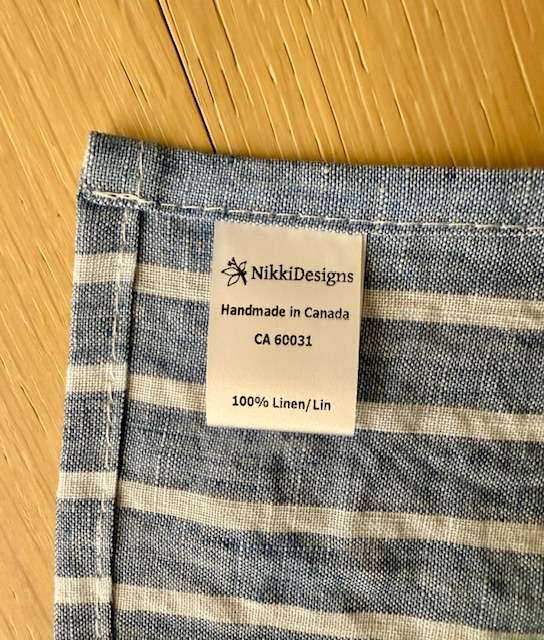 NikkiDesigns
Handmade in Canada
CA 60031
100% Linen/Lin